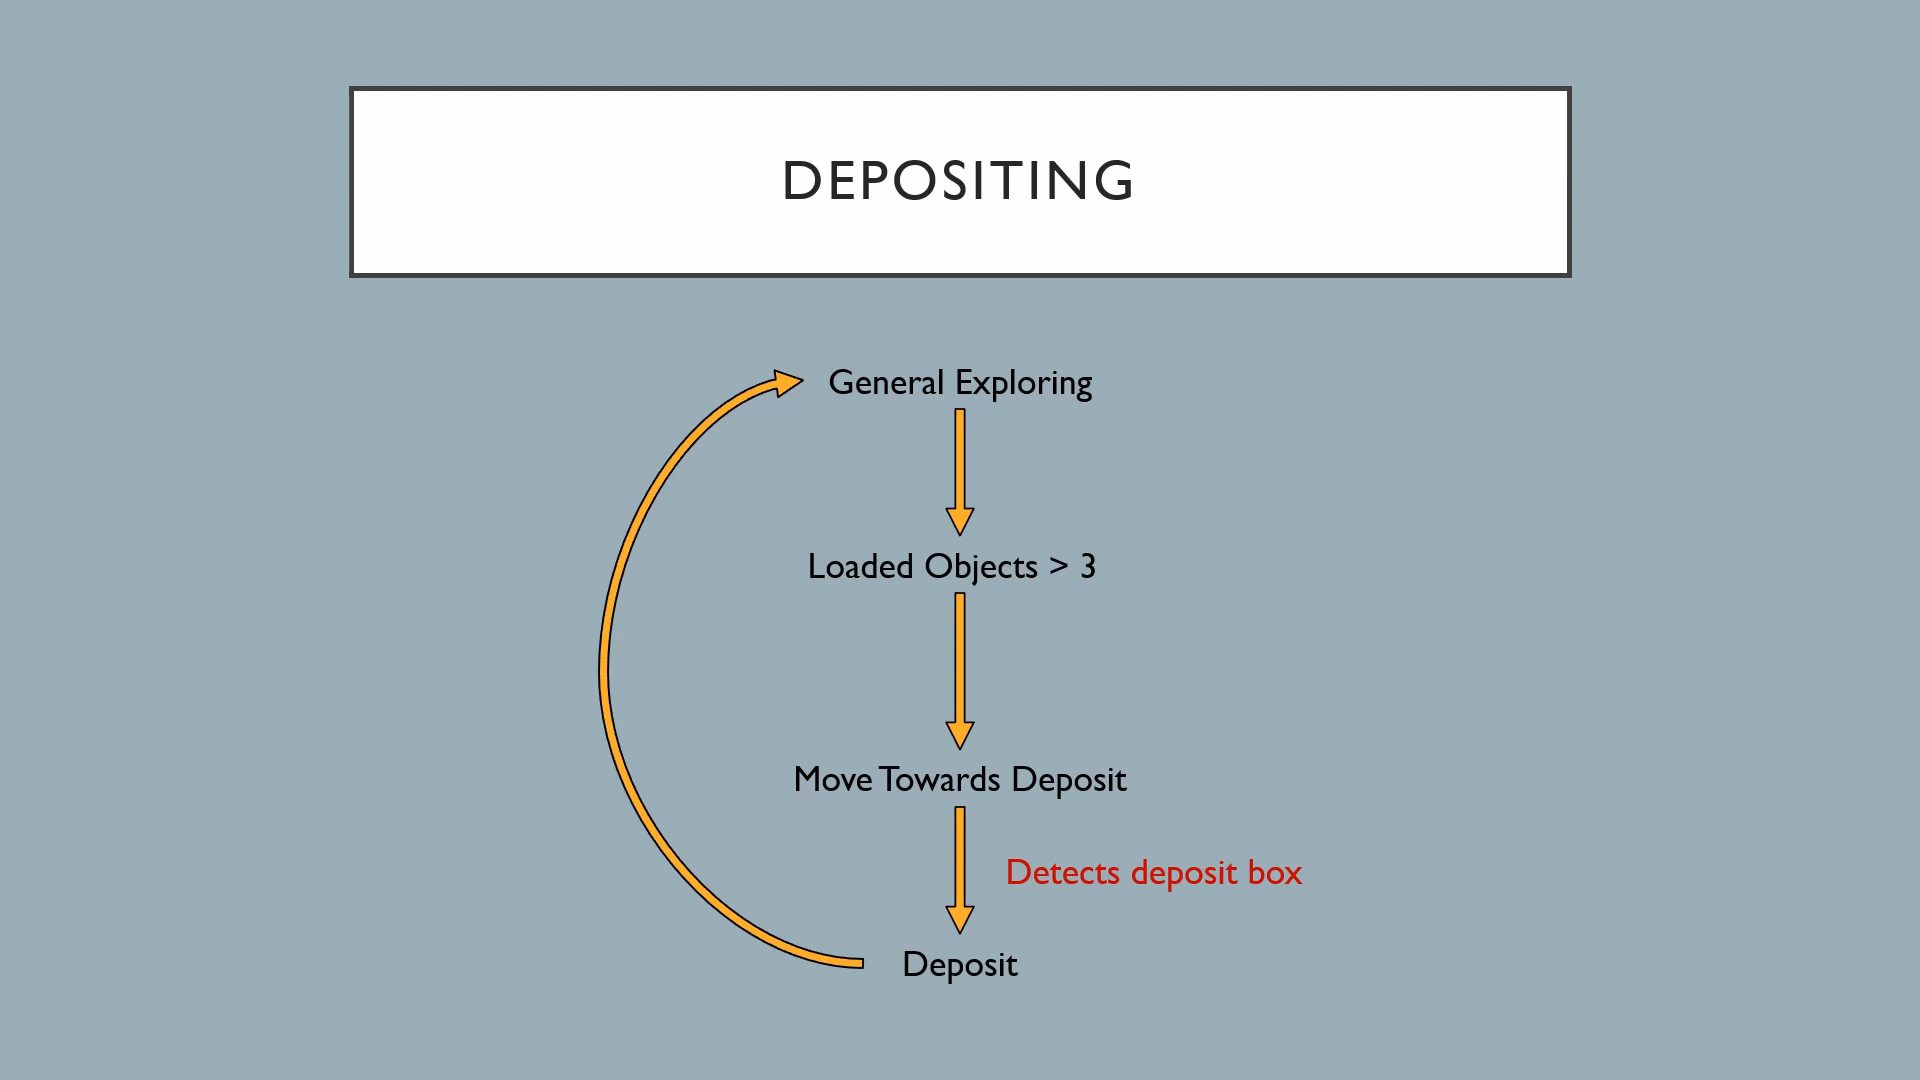 DEPOSITING
General Exploring
Loaded Objects > 3
Move Towards Deposit
Detects deposit box
Deposit